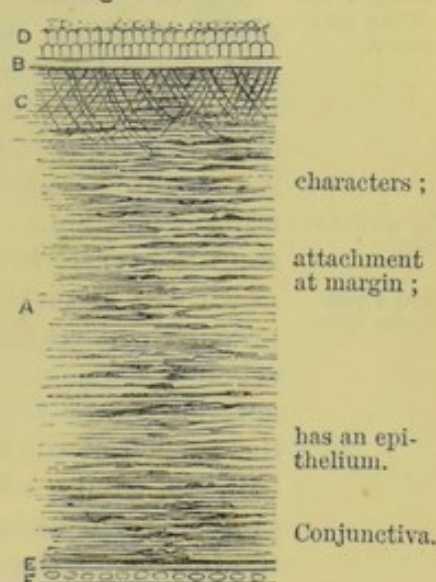 D
B
C
characters ;
attachment
at margin ;
A
has an epi-
thelium.
Conjunctiva.
E